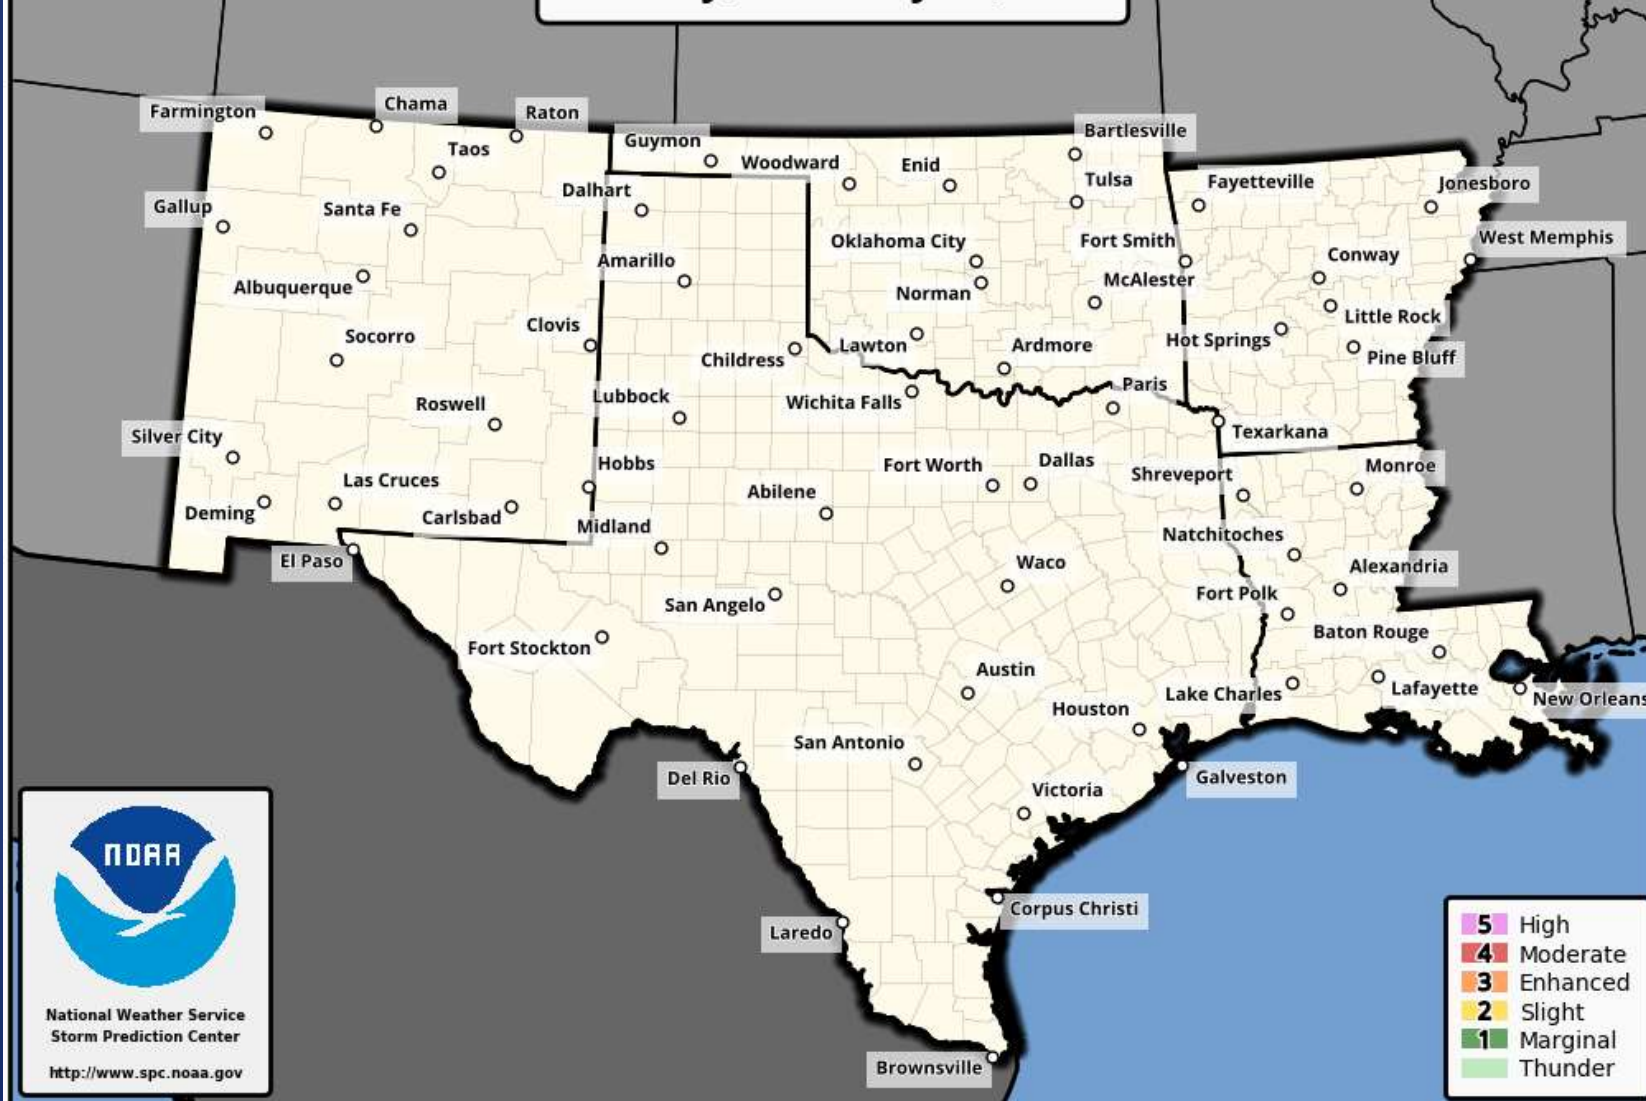 Farmington
Chama
Raton
Taos
Guymon
Woodward
Enid
Bartlesville
Tulsa
Fayetteville
Jonesboro
Gallup
Santa Fe
Dalhart
Oklahoma City
Fort Smith
West Memphis
Conway
Albuquerque
Amarillo
Norman
McAlester
Little Rock
Socorro
Clovis
Childress
Lawton
Ardmore
Hot Springs
Pine Bluff
Roswell
Lubbock
Wichita Falls
Paris
Texarkana
Silver City
Hobbs
Fort Worth
Dallas
Shreveport
Monroe
Las Cruces
Abilene
Deming
Carlsbad
Midland
Natchitoches
El Paso
Waco
Alexandria
San Angelo
Fort Polk
Fort Stockton
Baton Rouge
Austin
Lake Charles
Lafayette
New Orleans
Houston
San Antonio
Del Rio
Galveston
Victoria
Corpus Christi
Laredo
Brownsville
NOAA
National Weather Service
Storm Prediction Center
http://www.spc.noaa.gov
5 High
4 Moderate
3 Enhanced
2 Slight
1 Marginal
Thunder